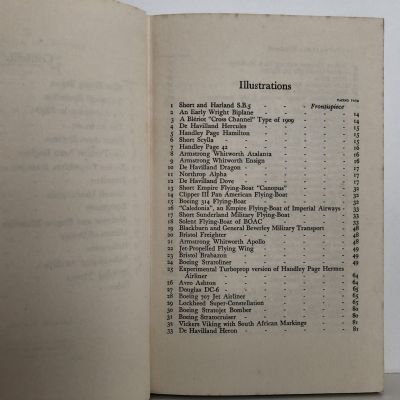 Illustrations
FACING PAGE
1 Short and Harland S.B.5 - - - Frontispiece
2 An Early Wright Biplane - - - 14
3 A Blériot "Cross Channel" Type of 1909 - - - 14
4 De Havilland Hercules - - - 15
5 Handley Page Hamilton - - - 15
6 Short Scylla - - - 15
7 Handley Page 42 - - - 16
8 Armstrong Whitworth Atalanta - - - 16
9 Armstrong Whitworth Ensign - - - 16
10 De Havilland Dragon - - - 17
11 Northrop Alpha - - - 17
12 De Havilland Dove - - - 17
13 Short Empire Flying-Boat "Canopus" - - - 32
14 Clipper III Pan American Flying-Boat - - - 32
15 Boeing 314 Flying-Boat - - - 32
16 "Caledonia", an Empire Flying-Boat of Imperial Airways - 33
17 Short Sunderland Military Flying-Boat - - - 33
18 Solent Flying-Boat of BOAC - - - 33
19 Blackburn and General Beverley Military Transport - - 48
20 Bristol Freighter - - - 48
21 Armstrong Whitworth Apollo - - - 48
22 Jet-Propelled Flying Wing - - - 49
23 Bristol Brabazon - - - 49
24 Boeing Stratoliner - - - 49
25 Experimental Turboprop version of Handley Page Hermes
Airliner - - - 64
26 Avro Ashton - - - 64
27 Douglas DC-6 - - - 65
28 Boeing 707 Jet Airliner - - - 65
29 Lockheed Super-Constellation - - - 65
30 Boeing Stratojet Bomber - - - 80
31 Boeing Stratocruiser - - - 80
32 Vickers Viking with South African Markings - - - 81
33 De Havilland Heron - - - 81